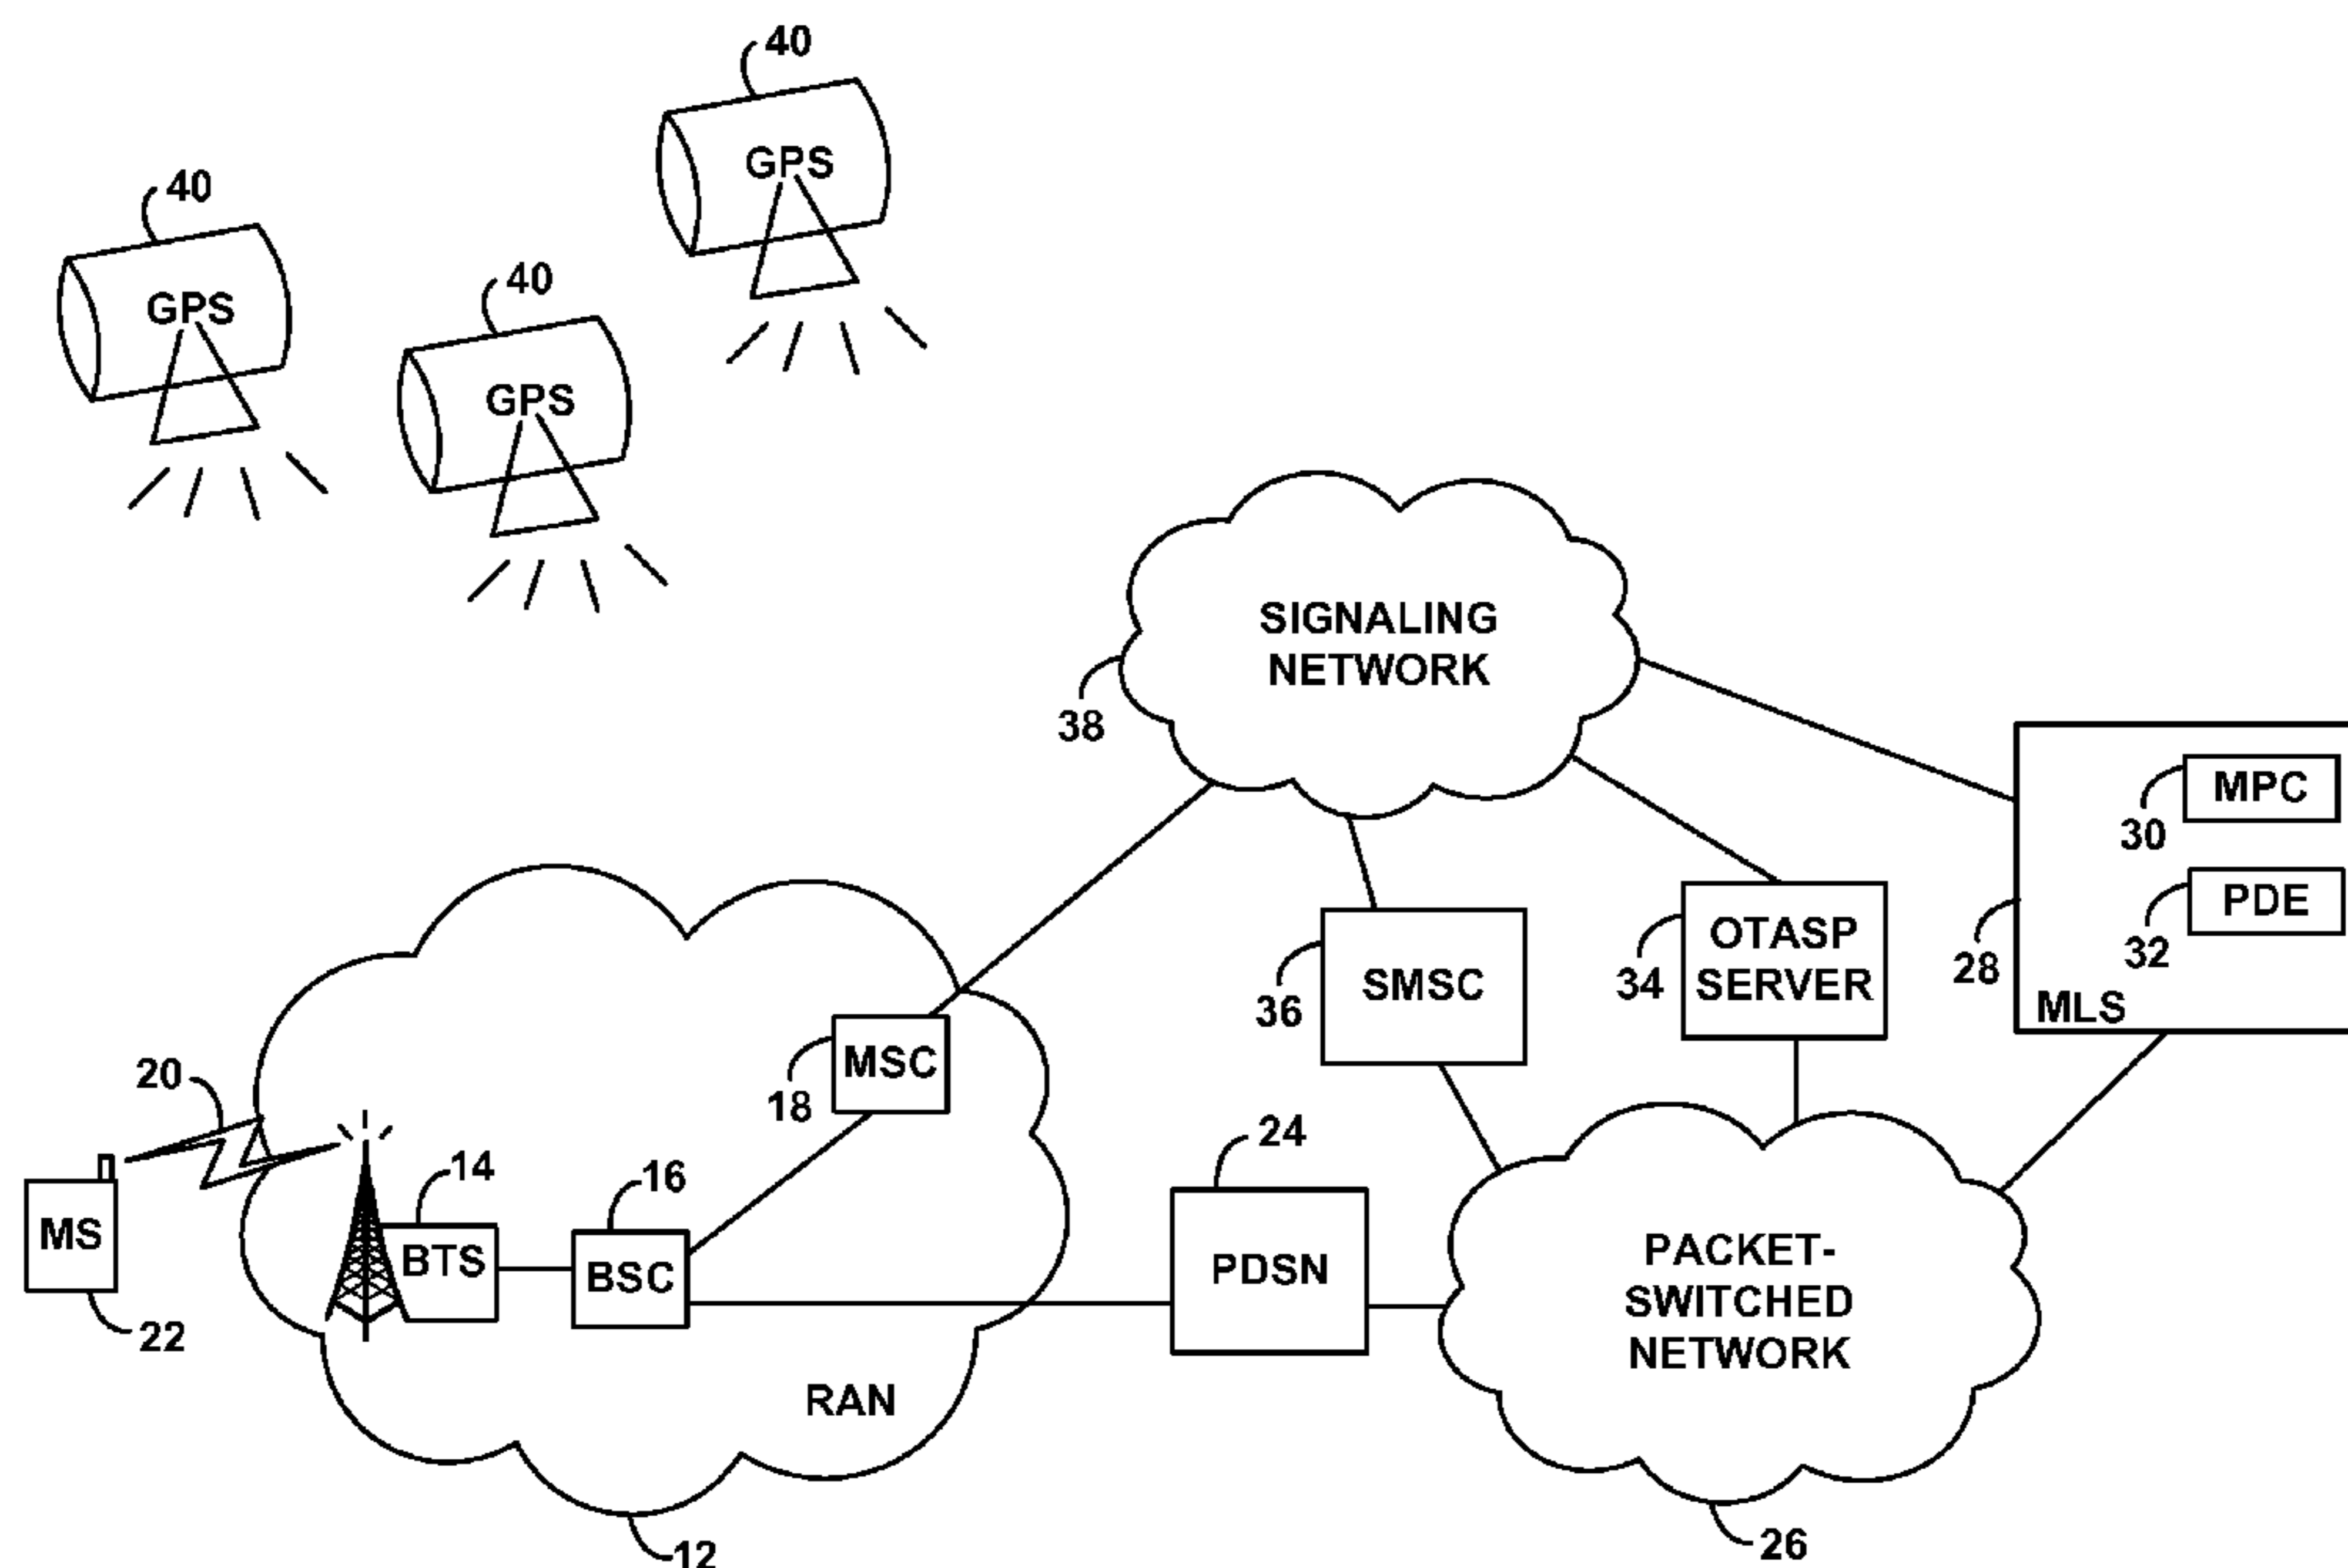 40
GPS
40
GPS
40
GPS
SIGNALING
NETWORK
38
MPC
30
PDE
32
28
MLS
OTASP
SERVER
34
SMSC
36
MSC
18
20
MS
22
14
BTS
16
BSC
24
PDSN
PACKET-
SWITCHED
NETWORK
26
RAN
12